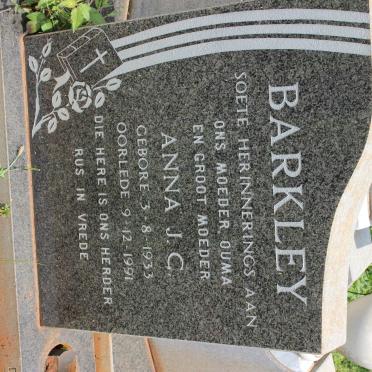 BARKLEY
SOETE HERINNERINGS AAN
ONS MOEDER, OUMA
EN GROOT MOEDER
ANNA J.C.
GEBORE 3-8-1933
OORLEDE 9-12-1991
DIE HERE IS ONS HERDER
RUS IN VREDE